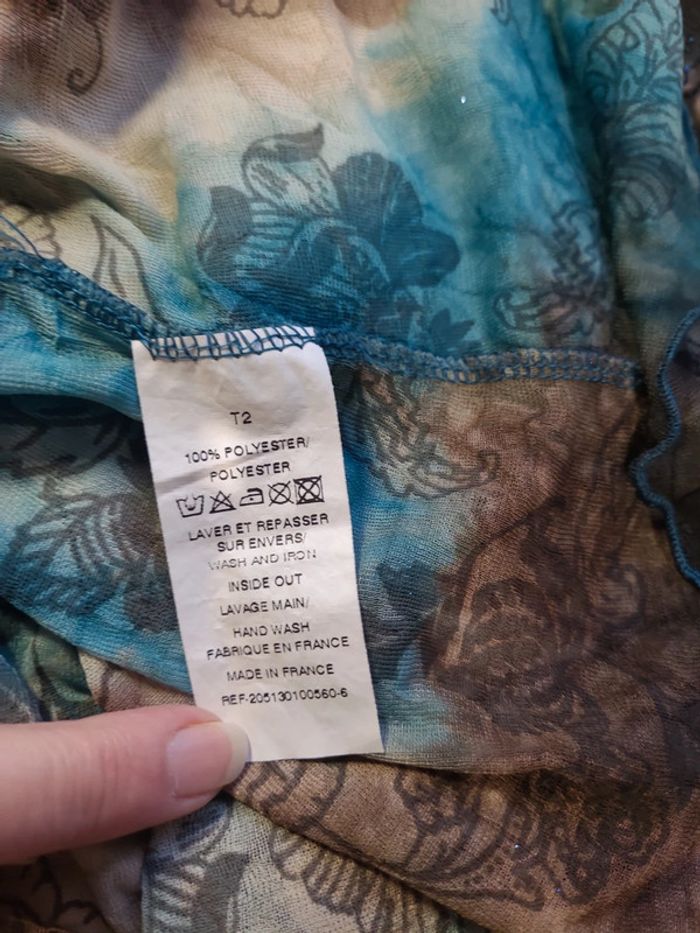 T2
100% POLYESTER/
POLYESTER
LAVER ET REPASSER
SUR ENVERS/
WASH AND IRON
INSIDE OUT
LAVAGE MAIN/
HAND WASH
FABRIQUE EN FRANCE
MADE IN FRANCE
REF-205130100560-6